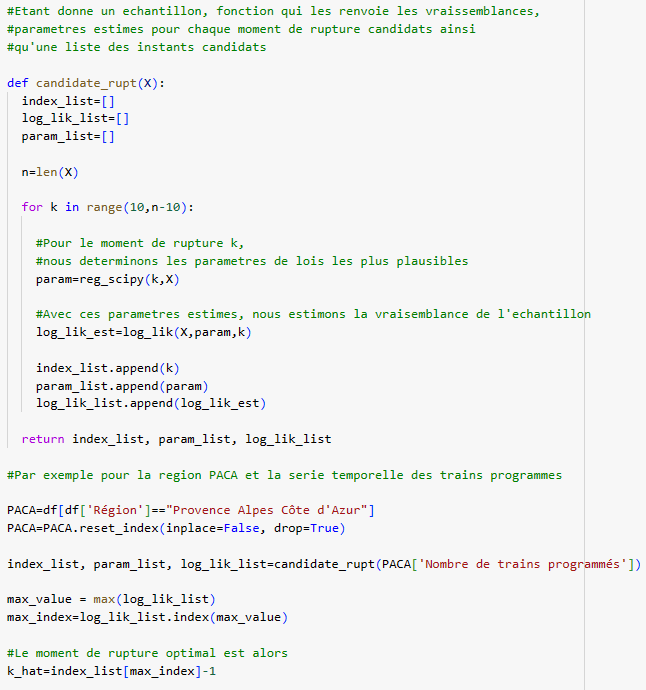 #Etant donne un echantillon, fonction qui les renvoie les vraissemblances,
#parametres estimes pour chaque moment de rupture candidats ainsi
#qu'une liste des instants candidats
def candidate_rupt(X):
index_list=[]
log_lik_list=[]
param_list=[]
n=len(X)
for k in range(10,n-10):
#Pour le moment de rupture k,
#nous determinons les parametres de lois les plus plausibles
param=reg_scipy(k,X)
#Avec ces parametres estimes, nous estimons la vraisemblance de l'echantillon
log_lik_est=log_lik(X,param,k)
index_list.append(k)
param_list.append(param)
log_lik_list.append(log_lik_est)
return index_list, param_list, log_lik_list
#Par exemple pour la region PACA et la serie temporelle des trains programmes
PACA=df[df['Région']=="Provence Alpes Côte d'Azur"]
PACA=PACA.reset_index(inplace=False, drop=True)
index_list, param_list, log_lik_list=candidate_rupt(PACA['Nombre de trains programmés'])
max_value = max(log_lik_list)
max_index=log_lik_list.index(max_value)
#Le moment de rupture optimal est alors
k_hat=index_list[max_index]-1